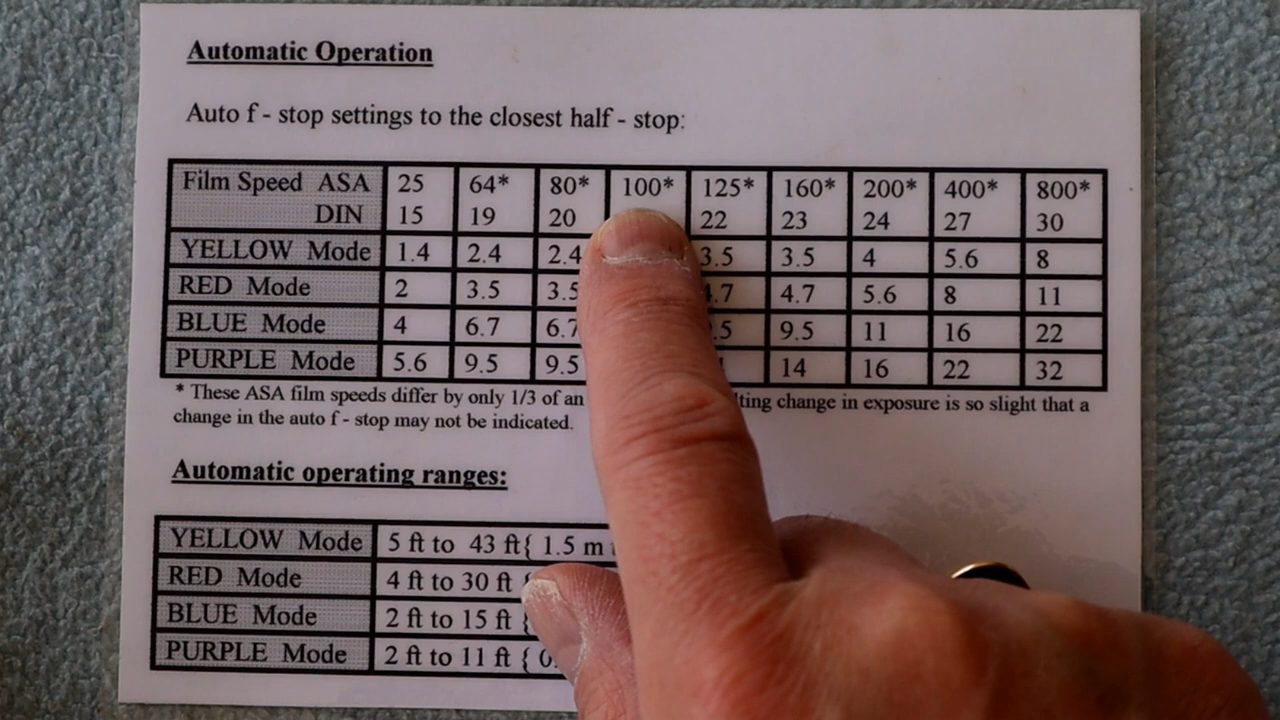 Automatic Operation
Auto f - stop settings to the closest half - stop:
Film Speed ASA 25 64* 80* 100* 125* 160* 200* 400* 800*
DIN 15 19 20 22 23 24 27 30
YELLOW Mode 1.4 2.4 2.4 3.5 3.5 4 5.6 8
RED Mode 2 3.5 3.5 4.7 5.6 8 11
BLUE Mode 4 6.7 6.7 9.5 11 16 22
PURPLE Mode 5.6 9.5 9.5 14 16 22 32
* These ASA film speeds differ by only 1/3 of an change in exposure is so slight that a
change in the auto f - stop may not be indicated.
Automatic operating ranges:
YELLOW Mode 5 ft to 43 ft{ 1.5 m
RED Mode 4 ft to 30 ft
BLUE Mode 2 ft to 15 ft
PURPLE Mode 2 ft to 11 ft {